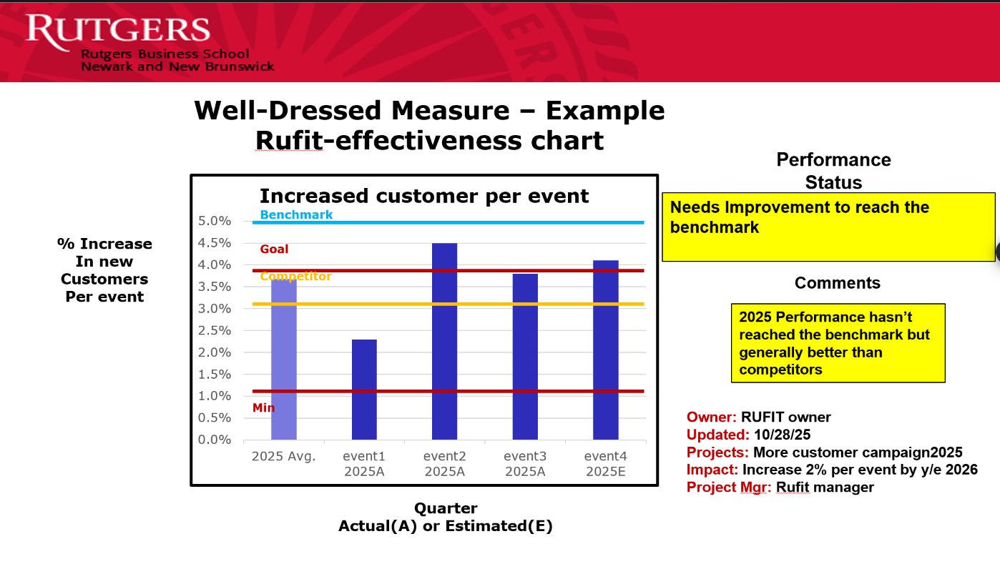 RUTGERS
Rutgers Business School
Newark and New Brunswick
Well-Dressed Measure – Example
Rufit-effectiveness chart
% Increase
In new
Customers
Per event
Increased customer per event
Benchmark
Goal
Competitor
Min
5.0%
4.5%
4.0%
3.5%
3.0%
2.5%
2.0%
1.5%
1.0%
0.5%
0.0%
2025 Avg.
event1
2025A
event2
2025A
event3
2025A
event4
2025E
Quarter
Actual(A) or Estimated(E)
Performance
Status
Needs Improvement to reach the
benchmark
Comments
2025 Performance hasn’t
reached the benchmark but
generally better than
competitors
Owner: RUFIT owner
Updated: 10/28/25
Projects: More customer campaign2025
Impact: Increase 2% per event by y/e 2026
Project Mgr: Rufit manager